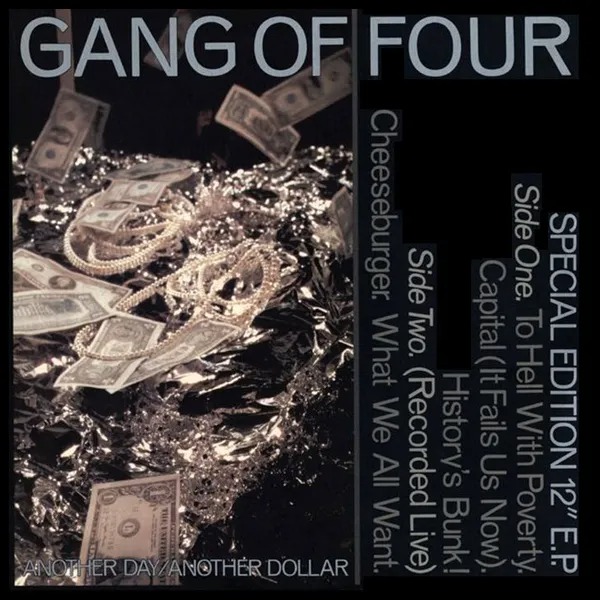 GANG OF FOUR
SPECIAL EDITION 12" E.P.
Side One. To Hell With Poverty.
Capital (It Fails Us Now).
History's Bunk!
Side Two. (Recorded Live)
Cheeseburger. What We All Want.
ANOTHER DAY/ANOTHER DOLLAR